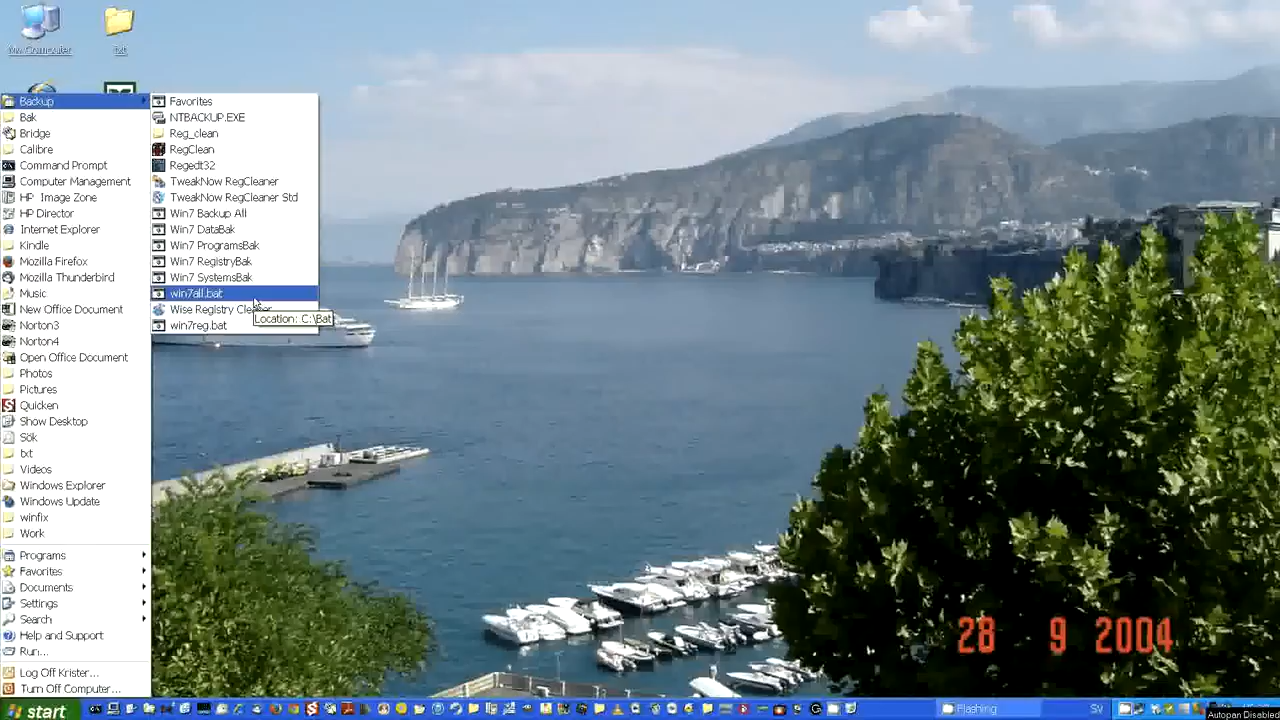 My Computer
txt
Backup
Bak
Bridge
Calibre
Command Prompt
Computer Management
HP Image Zone
HP Director
Internet Explorer
Kindle
Mozilla Firefox
Mozilla Thunderbird
Music
New Office Document
Norton3
Norton4
Open Office Document
Photos
Pictures
Quicken
Show Desktop
Sök
txt
Videos
Windows Explorer
Windows Update
winfix
Work
Programs
Favorites
Documents
Settings
Search
Help and Support
Run...
Log Off Krister...
Turn Off Computer...
Favorites
NTBACKUP.EXE
Reg_clean
RegClean
Regedt32
TweakNow RegCleaner
TweakNow RegCleaner Std
Win7 Backup All
Win7 DataBak
Win7 ProgramsBak
Win7 RegistryBak
Win7 SystemsBak
win7all.bat
Wise Registry Cleaner
Location: C:\Bat
win7reg.bat
28 9 2004
start
Flashing
SV
Autopan Disabled